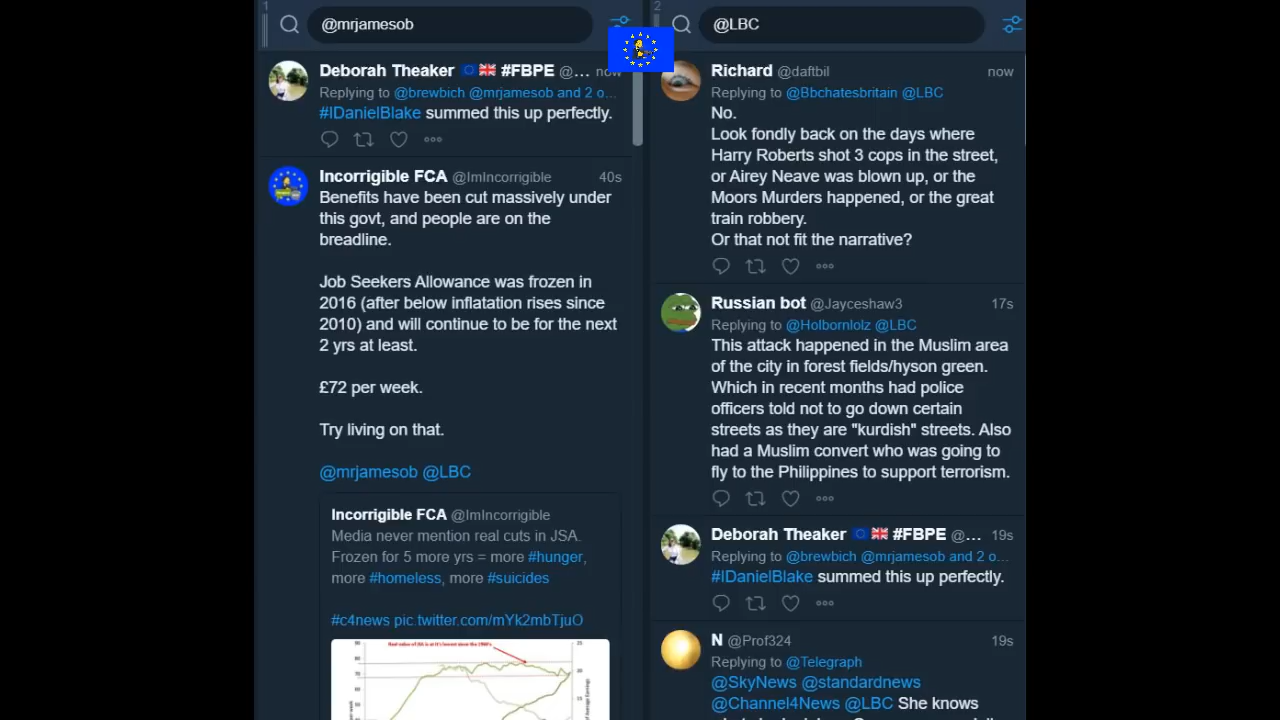 1
@mrjamesob
Deborah Theaker #FBPE @... now
Replying to @brewbich @mrjamesob and 2 o...
#IDanielBlake summed this up perfectly.
Incorrigible FCA @ImIncorrigible 40s
Benefits have been cut massively under
this govt, and people are on the
breadline.
Job Seekers Allowance was frozen in
2016 (after below inflatation rises since
2010) and will continue to be for the next
2 yrs at least.
£72 per week.
Try living on that.
@mrjamesob @LBC
Incorrigible FCA @ImIncorrigible
Media never mention real cuts in JSA.
Frozen for 5 more yrs = more #hunger,
more #homeless, more #suicides
#c4news pic.twitter.com/mYk2mbTjuO
2
@LBC
Richard @daftbil now
Replying to @Bbchatesbritain @LBC
No.
Look fondly back on the days where
Harry Roberts shot 3 cops in the street,
or Airey Neave was blown up, or the
Moors Murders happened, or the great
train robbery.
Or that not fit the narrative?
Russian bot @Jayceshaw3 17s
Replying to @Holbornlolz @LBC
This attack happened in the Muslim area
of the city in forest fields/hyson green.
Which in recent months had police
officers told not to go down certain
streets as they are "kurdish" streets. Also
had a Muslim convert who was going to
fly to the Philippines to support terrorism.
Deborah Theaker #FBPE @... 19s
Replying to @brewbich @mrjamesob and 2 o...
#IDanielBlake summed this up perfectly.
N @Prof324 19s
Replying to @Telegraph
@SkyNews @standardnews
@Channel4News @LBC She knows